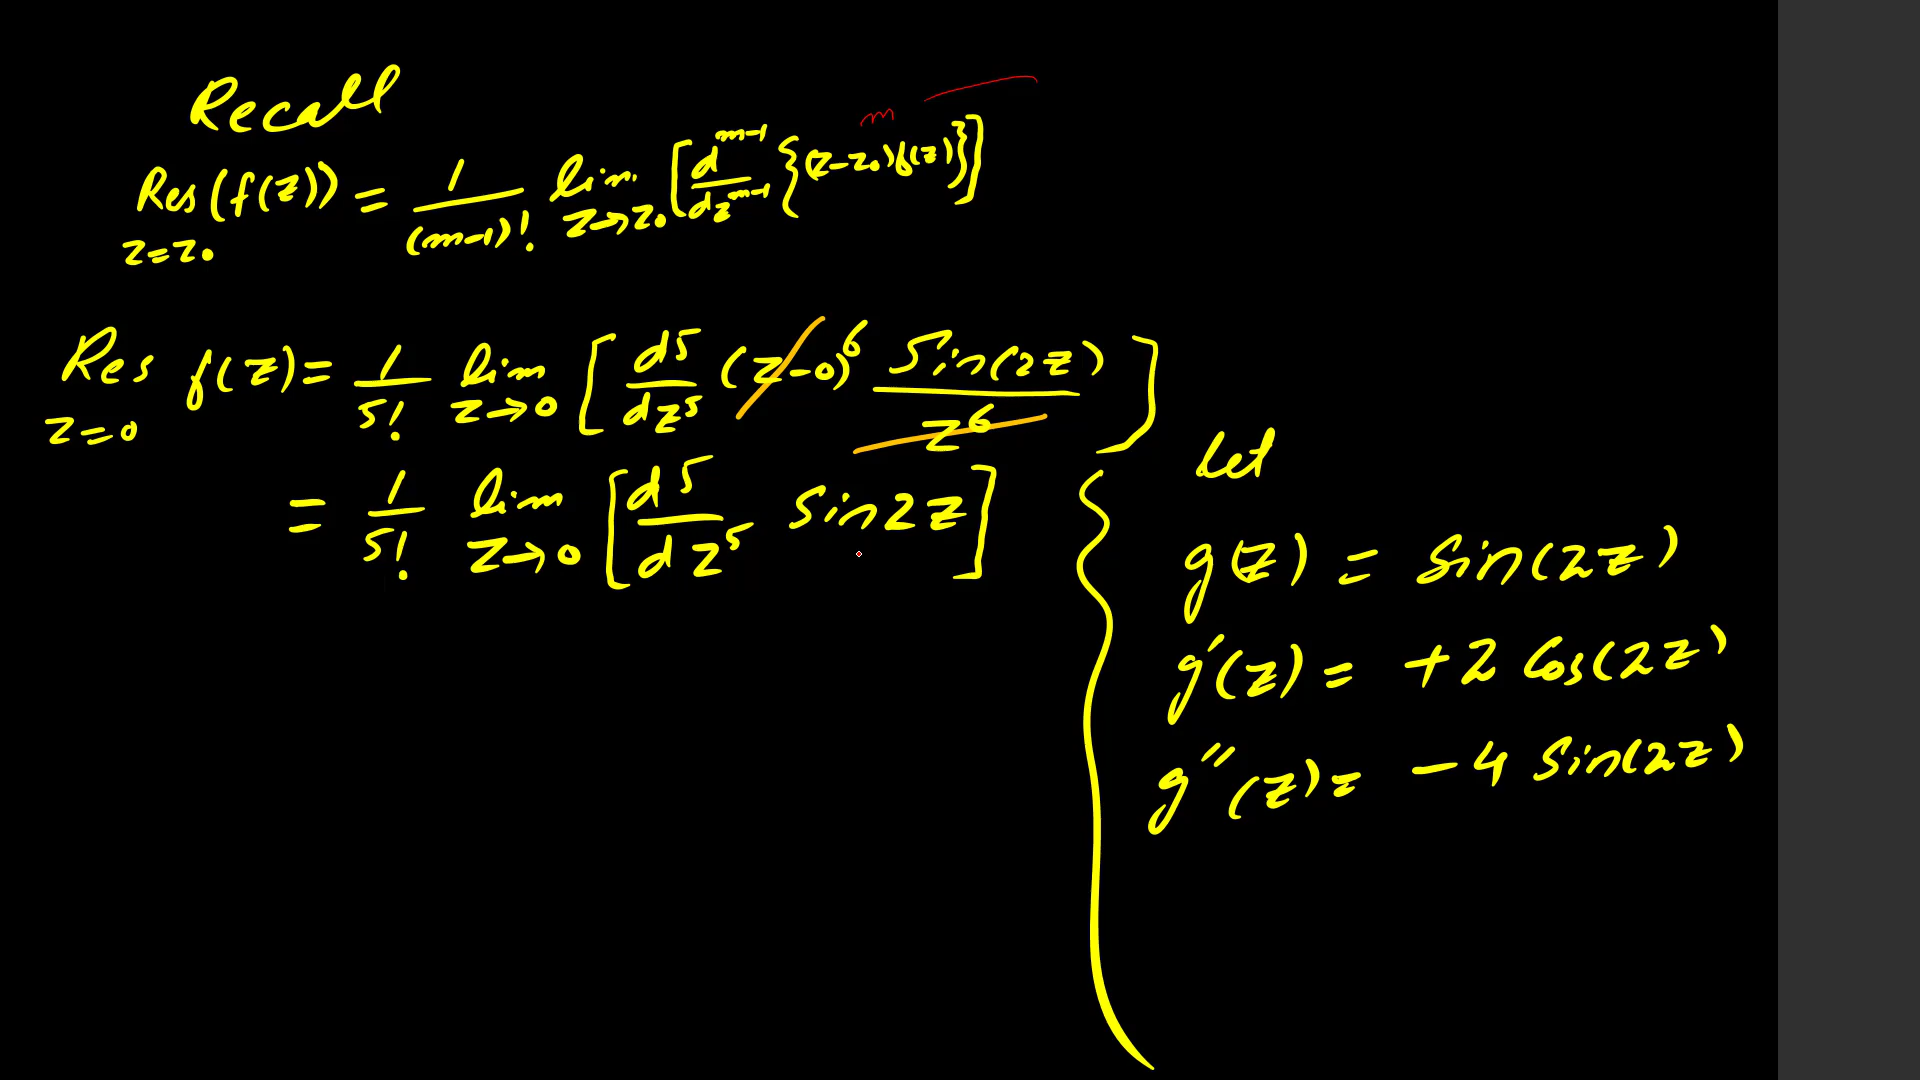 Recall
Res (f(z)) = 1/(m-1)! lim z→z₀ [d^(m-1)/dz^(m-1) {(z-z₀)^m f(z)}]
z=z₀
Res f(z) = 1/5! lim z→0 [d⁵/dz⁵ (z-0)⁶ Sin(2z)/z⁶]
z=0
= 1/5! lim z→0 [d⁵/dz⁵ Sin2z]
let
g(z) = Sin(2z)
g'(z) = +2 Cos(2z)
g''(z) = -4 Sin(2z)